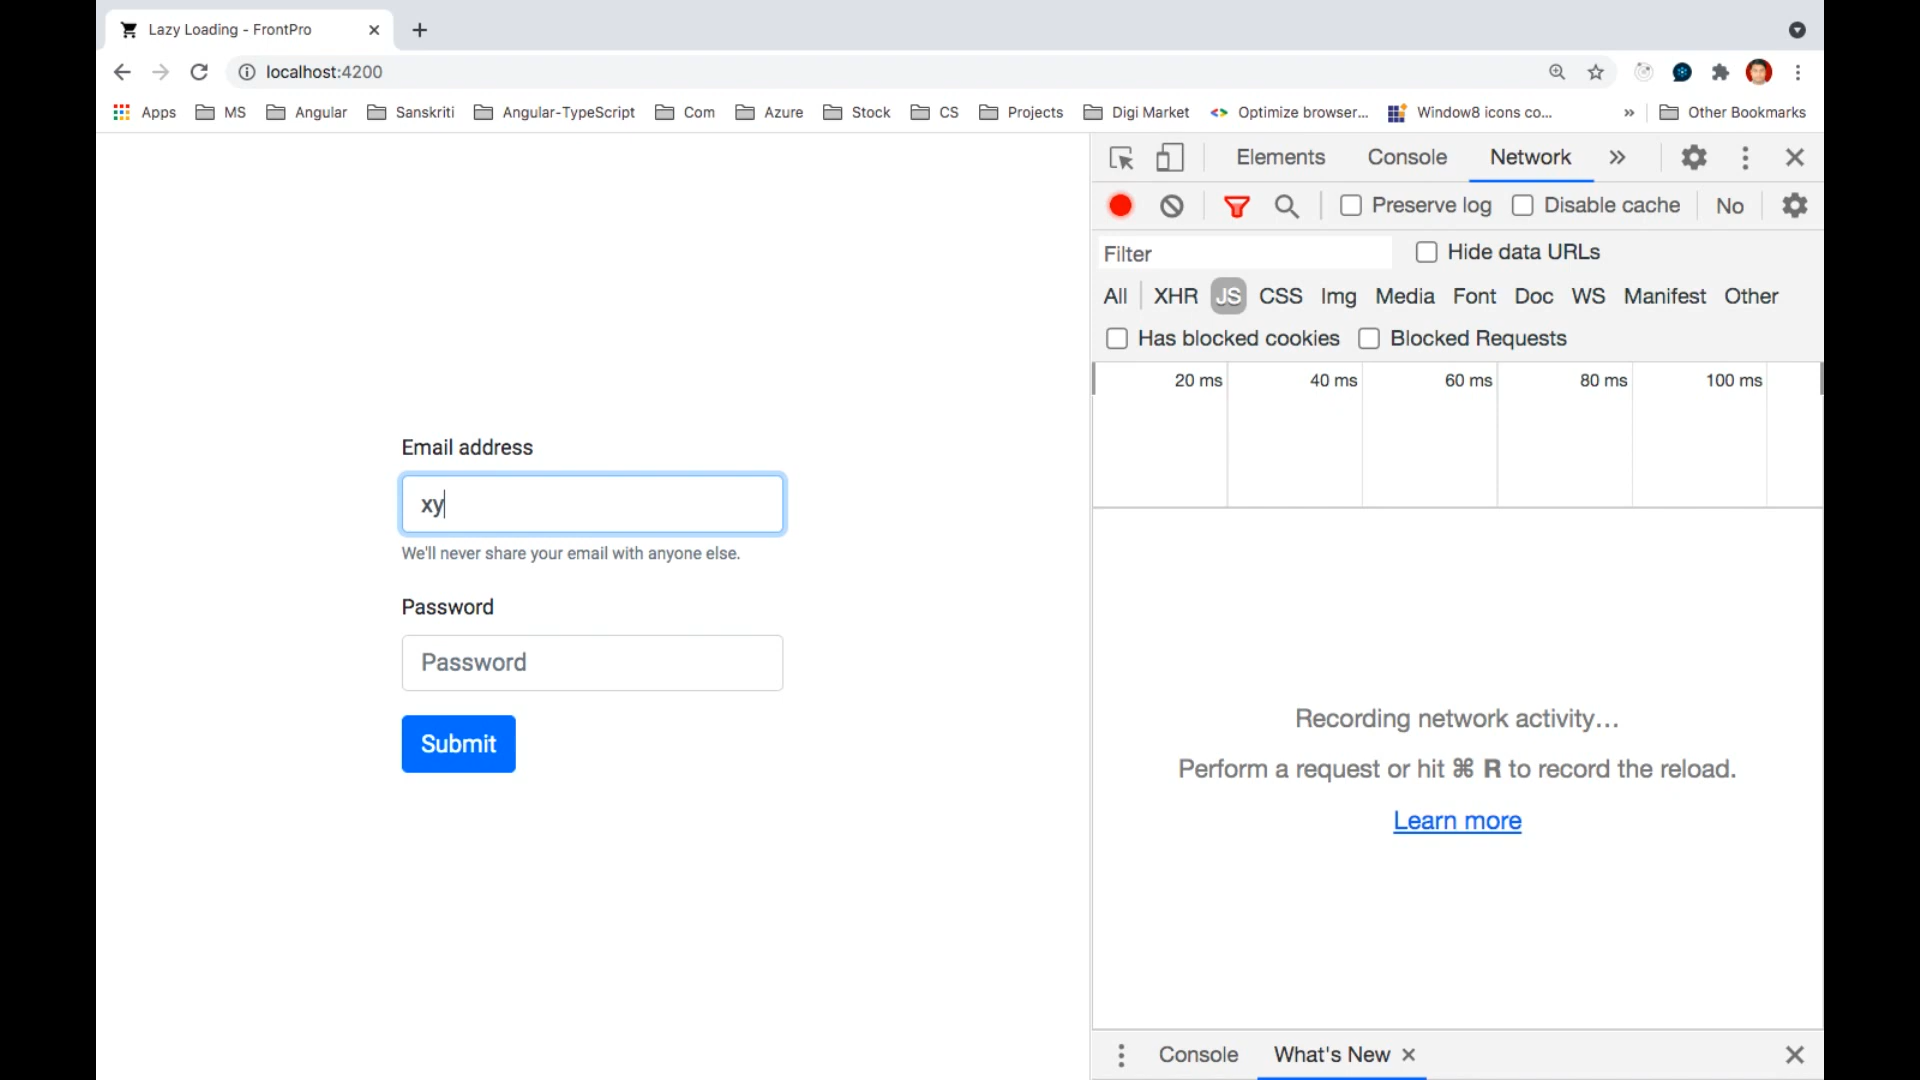 Lazy Loading - FrontPro
localhost:4200
Apps MS Angular Sanskriti Angular-TypeScript Com Azure Stock CS Projects Digi Market Optimize browser... Window8 icons co... » Other Bookmarks
Elements Console Network »
Preserve log Disable cache No
Filter Hide data URLs
All XHR JS CSS Img Media Font Doc WS Manifest Other
Has blocked cookies Blocked Requests
20 ms 40 ms 60 ms 80 ms 100 ms
Email address
xy
We'll never share your email with anyone else.
Password
Password
Submit
Recording network activity…
Perform a request or hit ⌘ R to record the reload.
Learn more
Console What's New